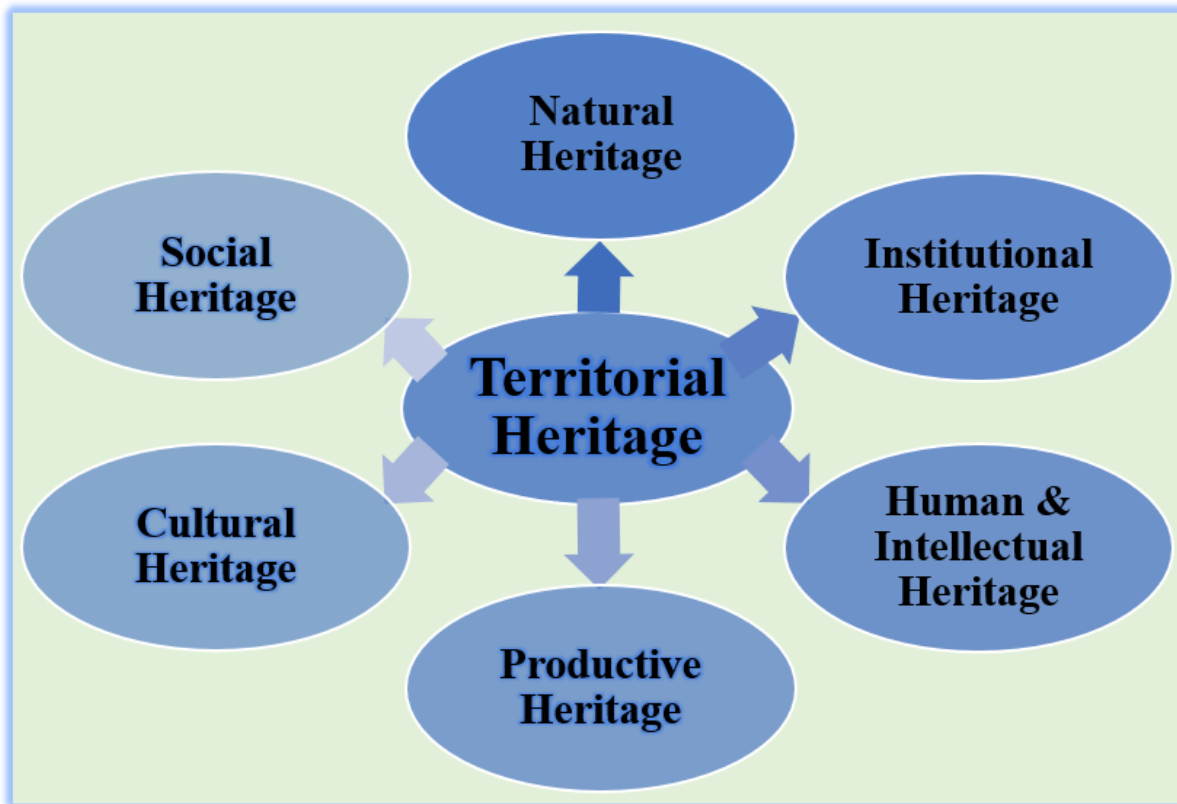 Natural
Heritage
Social
Heritage
Institutional
Heritage
Territorial
Heritage
Cultural
Heritage
Human &
Intellectual
Heritage
Productive
Heritage